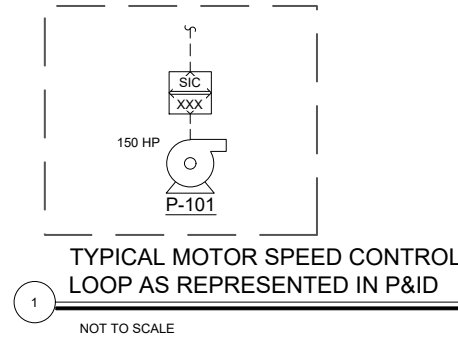 SIC
XXX
150 HP
P-101
TYPICAL MOTOR SPEED CONTROL
LOOP AS REPRESENTED IN P&ID
1
NOT TO SCALE